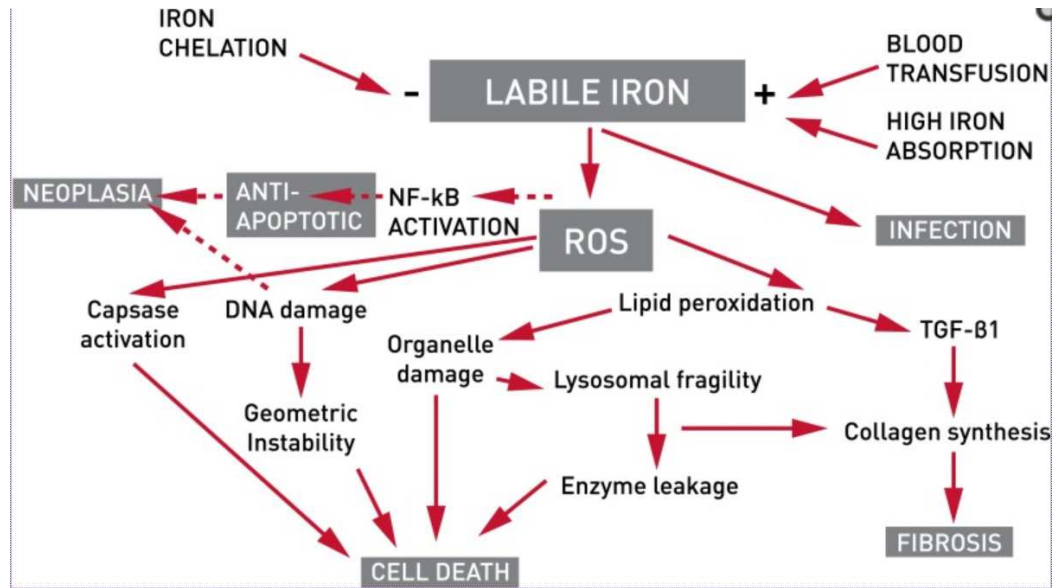 IRON
CHELATION
BLOOD
TRANSFUSION
-
LABILE IRON
+
HIGH IRON
ABSORPTION
NEOPLASIA
ANTI-
APOPTOTIC
NF-kB
ACTIVATION
ROS
INFECTION
Capsase
activation
DNA damage
Lipid peroxidation
TGF-ß1
Organelle
damage
Lysosomal fragility
Geometric
Instability
Collagen synthesis
Enzyme leakage
FIBROSIS
CELL DEATH